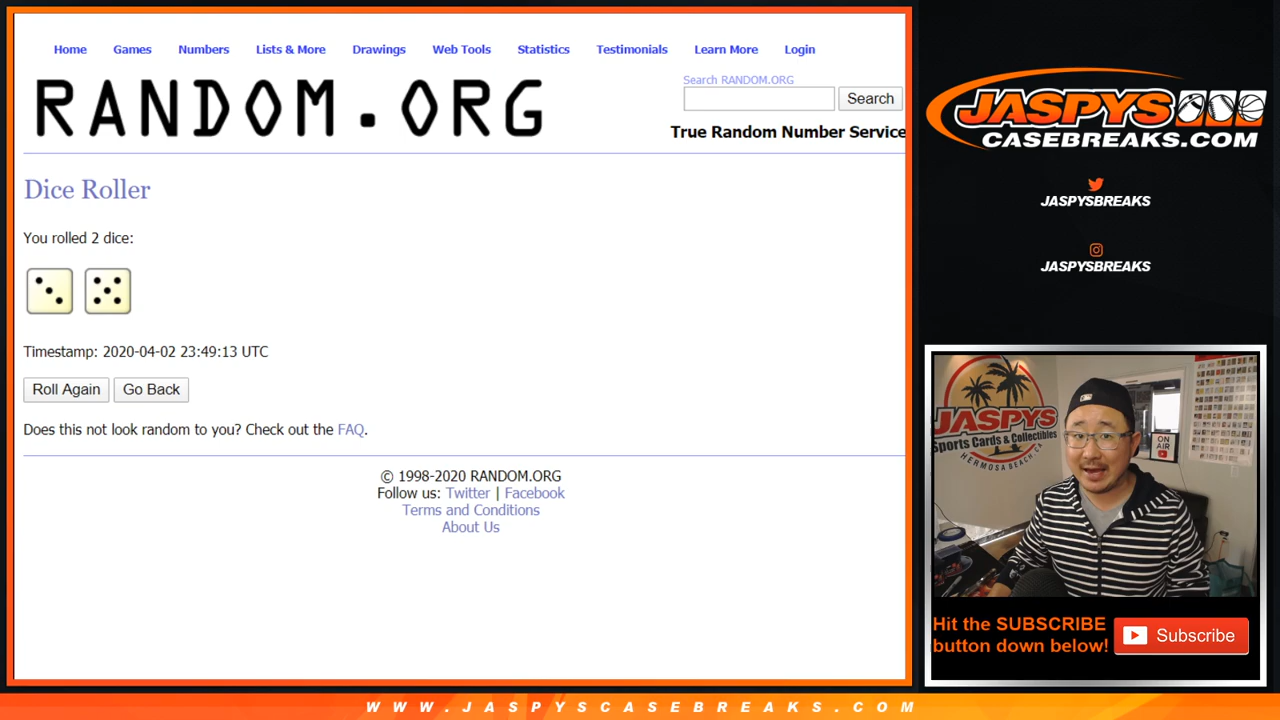 Home Games Numbers Lists & More Drawings Web Tools Statistics Testimonials Learn More Login
RANDOM.ORG
Search RANDOM.ORG
Search
True Random Number Service
Dice Roller
You rolled 2 dice:
Timestamp: 2020-04-02 23:49:13 UTC
Roll Again Go Back
Does this not look random to you? Check out the FAQ.
© 1998-2020 RANDOM.ORG
Follow us: Twitter | Facebook
Terms and Conditions
About Us
JASPYS
CASEBREAKS.COM
JASPYSBREAKS
JASPYSBREAKS
JASPYS
Sports Cards & Collectibles
HERMOSA BEACH, CA
ON
AIR
Hit the SUBSCRIBE
button down below!
Subscribe
WWW.JASPYSCASEBREAKS.COM